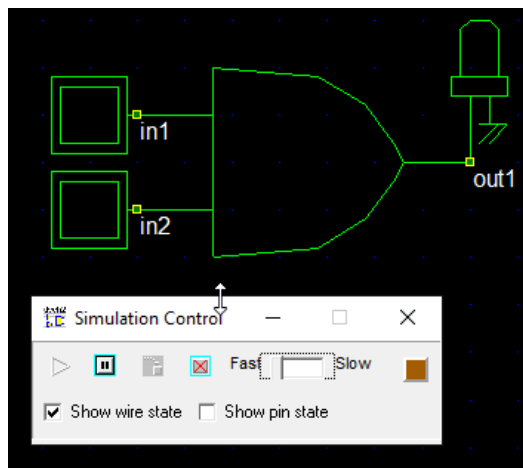 in1
in2
out1
Simulation Control
Fast
Slow
Show wire state
Show pin state